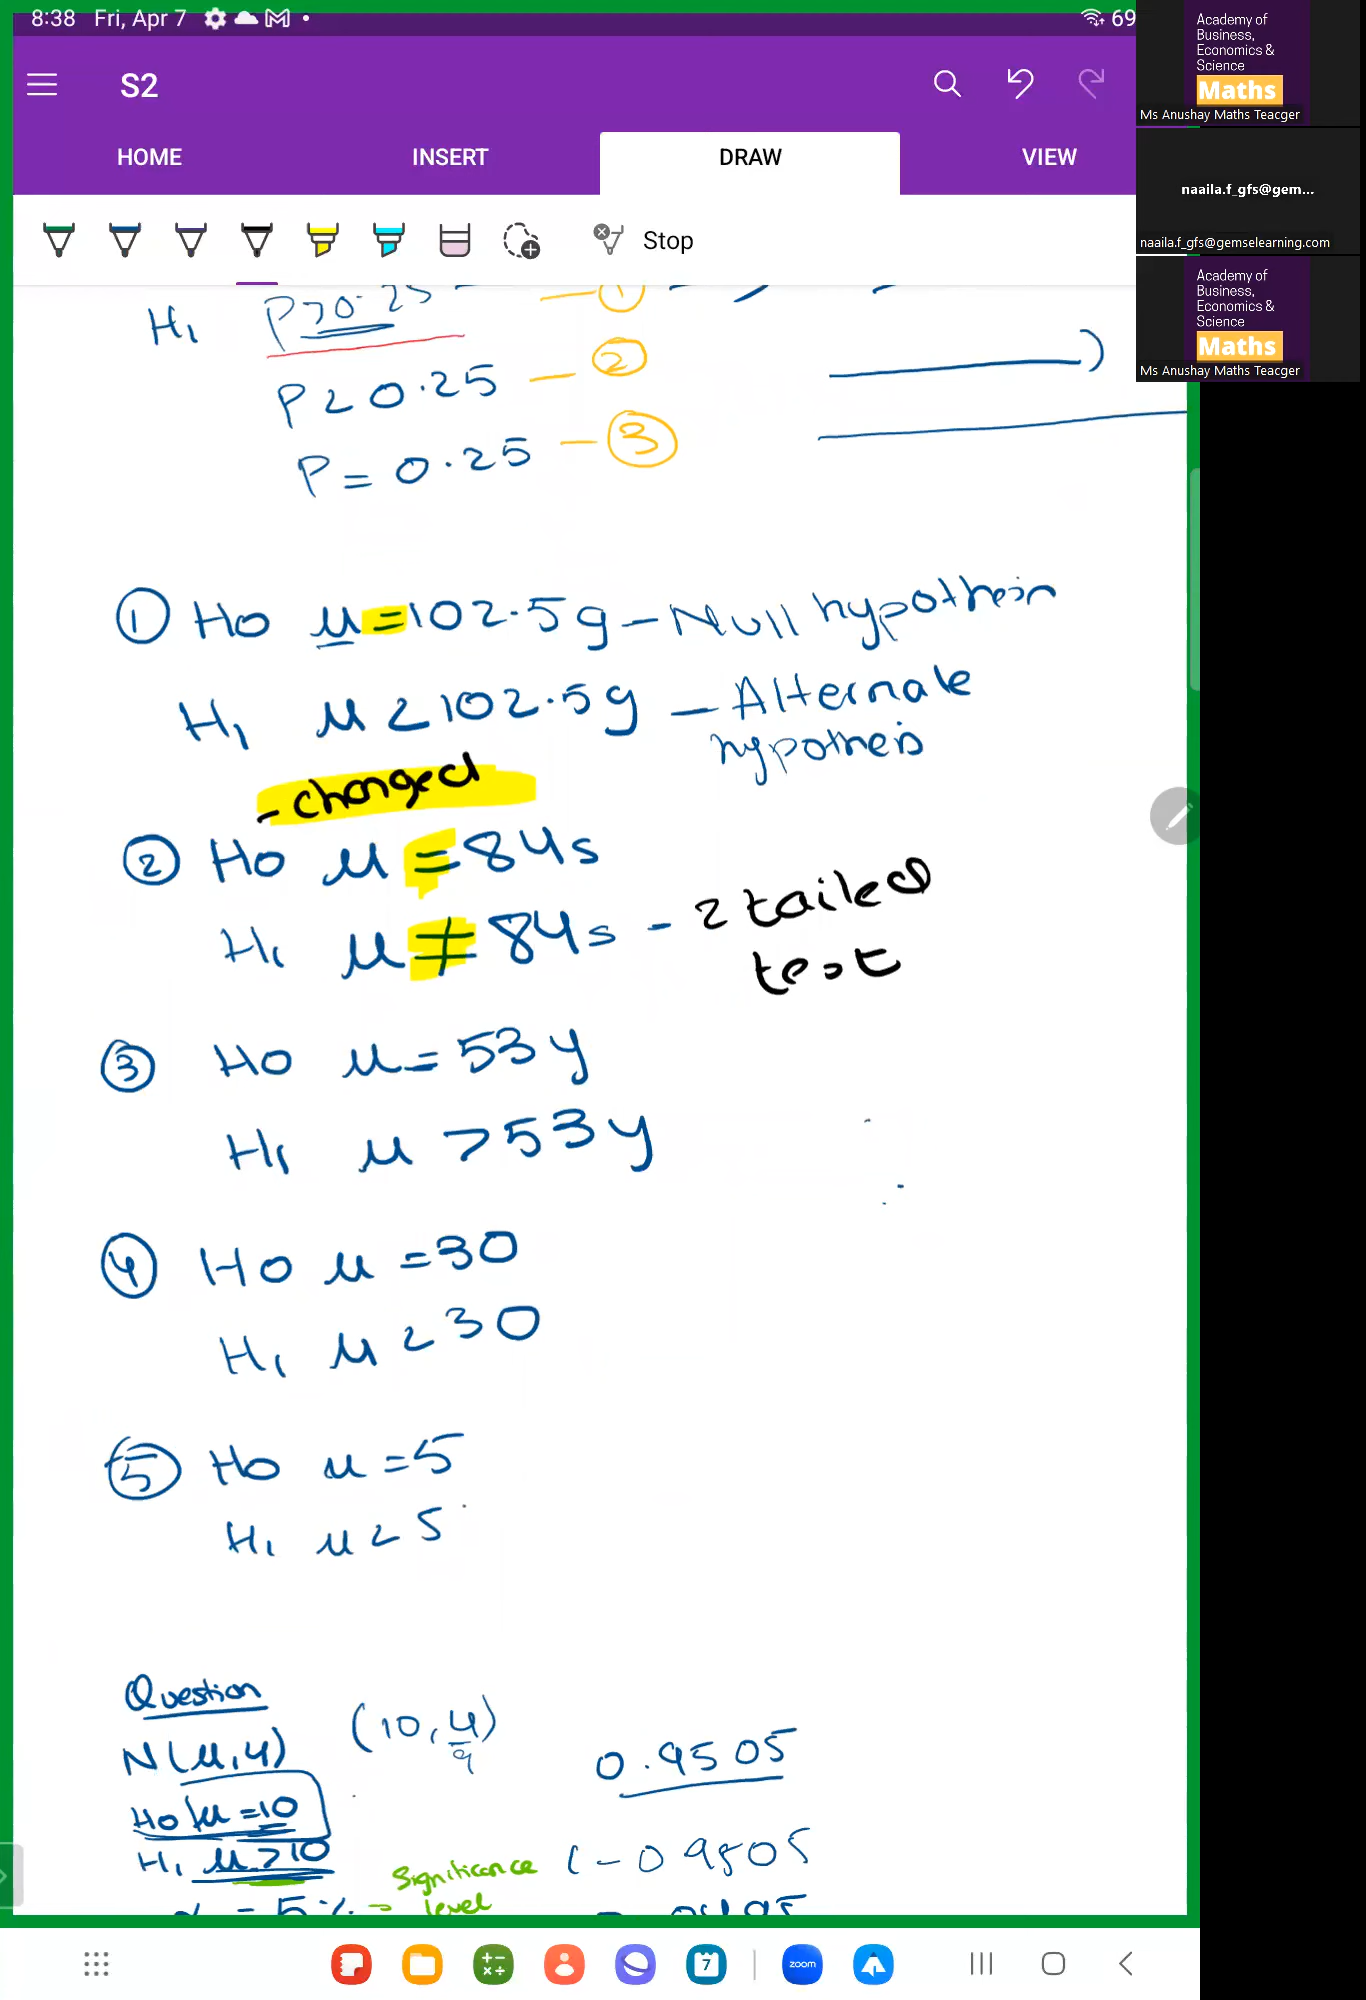 8:38 Fri, Apr 7
69
S2
HOME INSERT DRAW VIEW
Stop
Academy of
Business,
Economics &
Science
Maths
Ms Anushay Maths Teacger
naaila.f_gfs@gem...
naaila.f_gfs@gemselearning.com
Academy of
Business,
Economics &
Science
Maths
Ms Anushay Maths Teacger
H1 P>0.25 — 1
P<0.25 — 2
P=0.25 — 3
1 Ho μ=102.5g – Null hypothesis
H1 μ<102.5g – Alternate
hypothesis
- changed
2 Ho μ=84s
H1 μ≠84s - 2 tailed
test
3 Ho μ=53y
H1 μ>53y
4 Ho μ=30
H1 μ<30
5 Ho μ=5
H1 μ<5
Question
N(μ,4) (10, 4/9)
0.9505
Ho μ=10
H1 μ>10
1-0.9505
= 5%
Significance
level
7
zoom